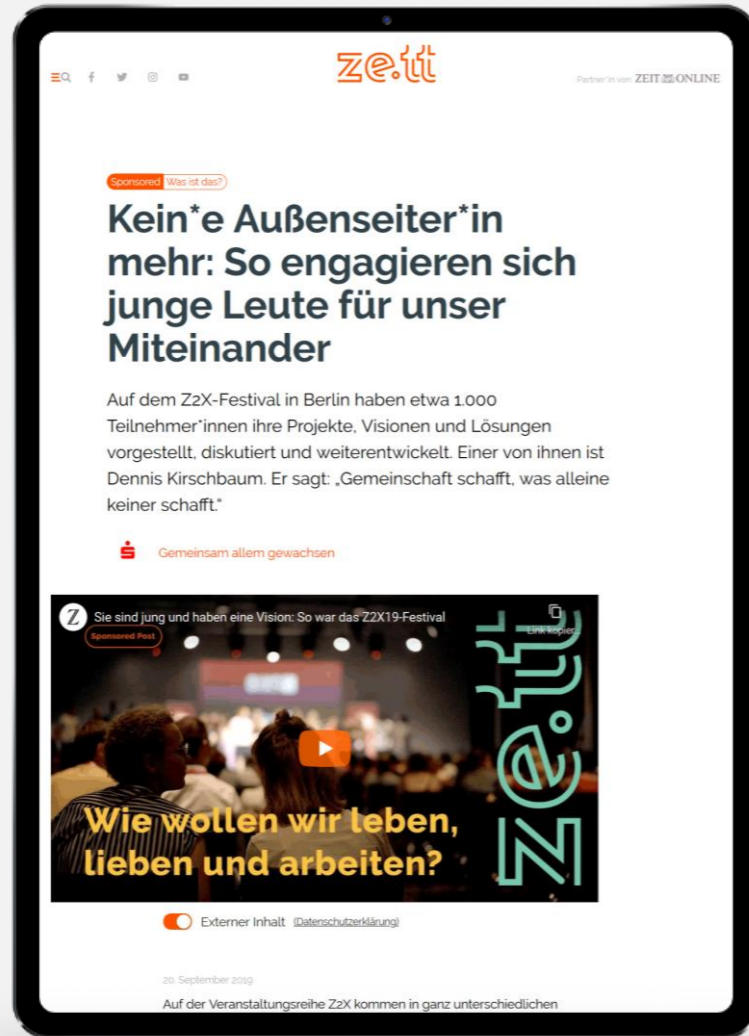 ze.tt
Partner*in von ZEIT ONLINE
Sponsored Was ist das?
Kein*e Außenseiter*in
mehr: So engagieren sich
junge Leute für unser
Miteinander
Auf dem Z2X-Festival in Berlin haben etwa 1.000
Teilnehmer*innen ihre Projekte, Visionen und Lösungen
vorgestellt, diskutiert und weiterentwickelt. Einer von ihnen ist
Dennis Kirschbaum. Er sagt: „Gemeinschaft schafft, was alleine
keiner schafft.“
Gemeinsam allem gewachsen
Z Sie sind jung und haben eine Vision: So war das Z2X19-Festival
Link kopier...
Sponsored Post
ze.tt
Wie wollen wir leben,
lieben und arbeiten?
Externer Inhalt (Datenschutzerklärung)
20. September 2019
Auf der Veranstaltungsreihe Z2X kommen in ganz unterschiedlichen